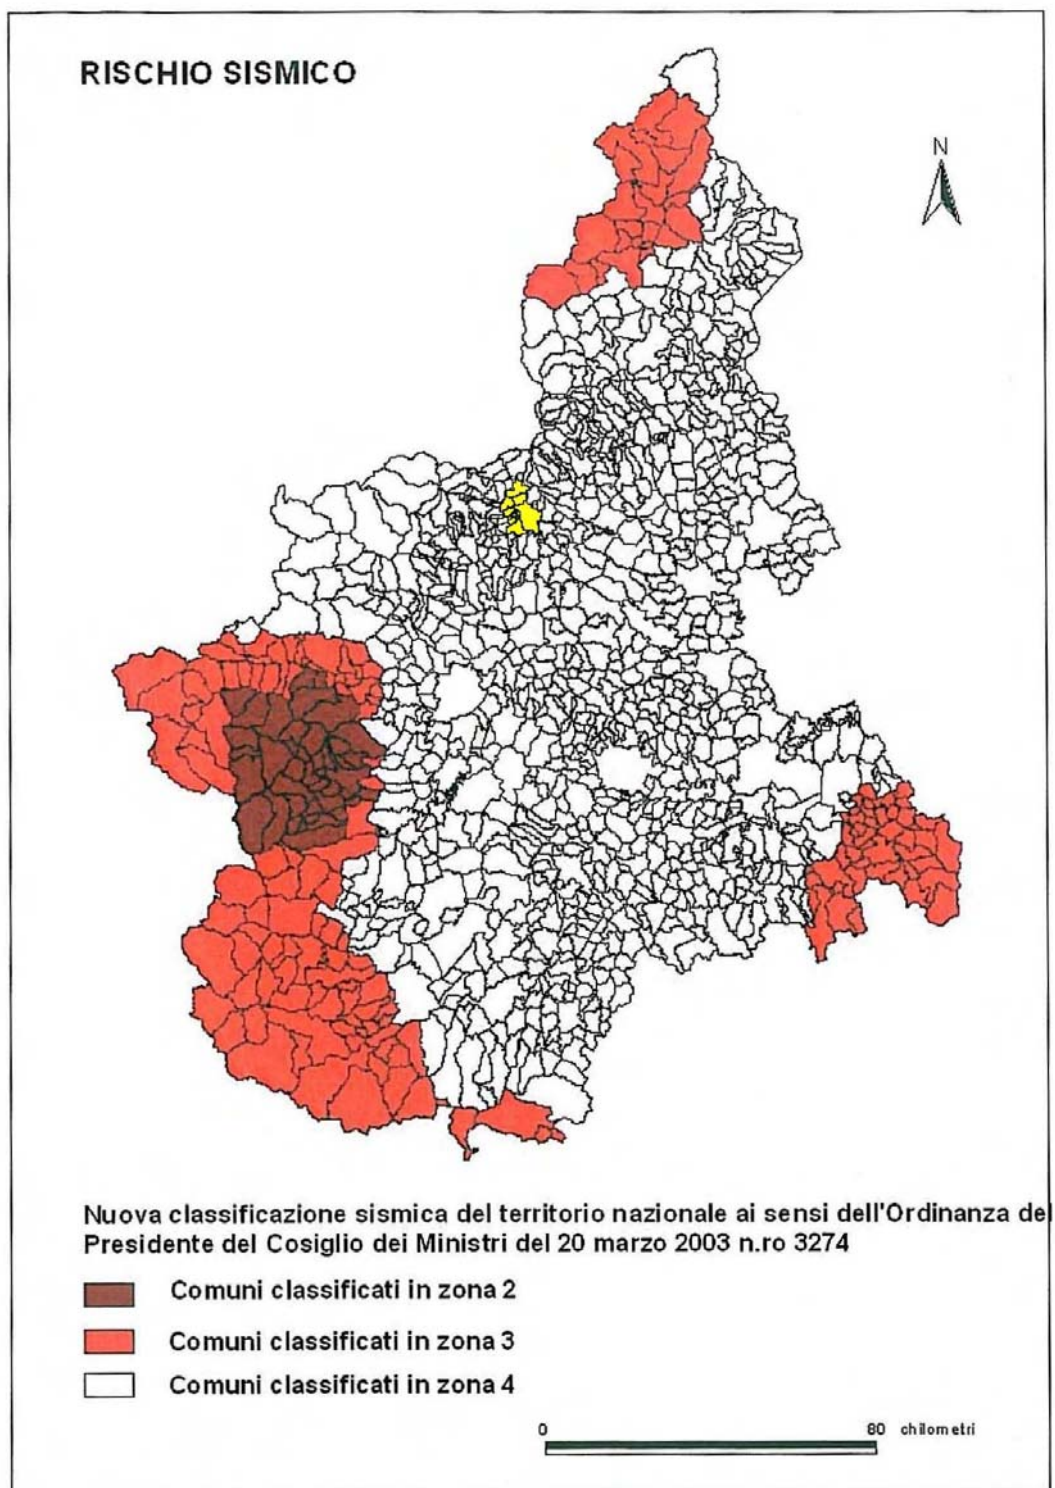 RISCHIO SISMICO
N
Nuova classificazione sismica del territorio nazionale ai sensi dell'Ordinanza del
Presidente del Cosiglio dei Ministri del 20 marzo 2003 n.ro 3274
Comuni classificati in zona 2
Comuni classificati in zona 3
Comuni classificati in zona 4
0 80 chilometri